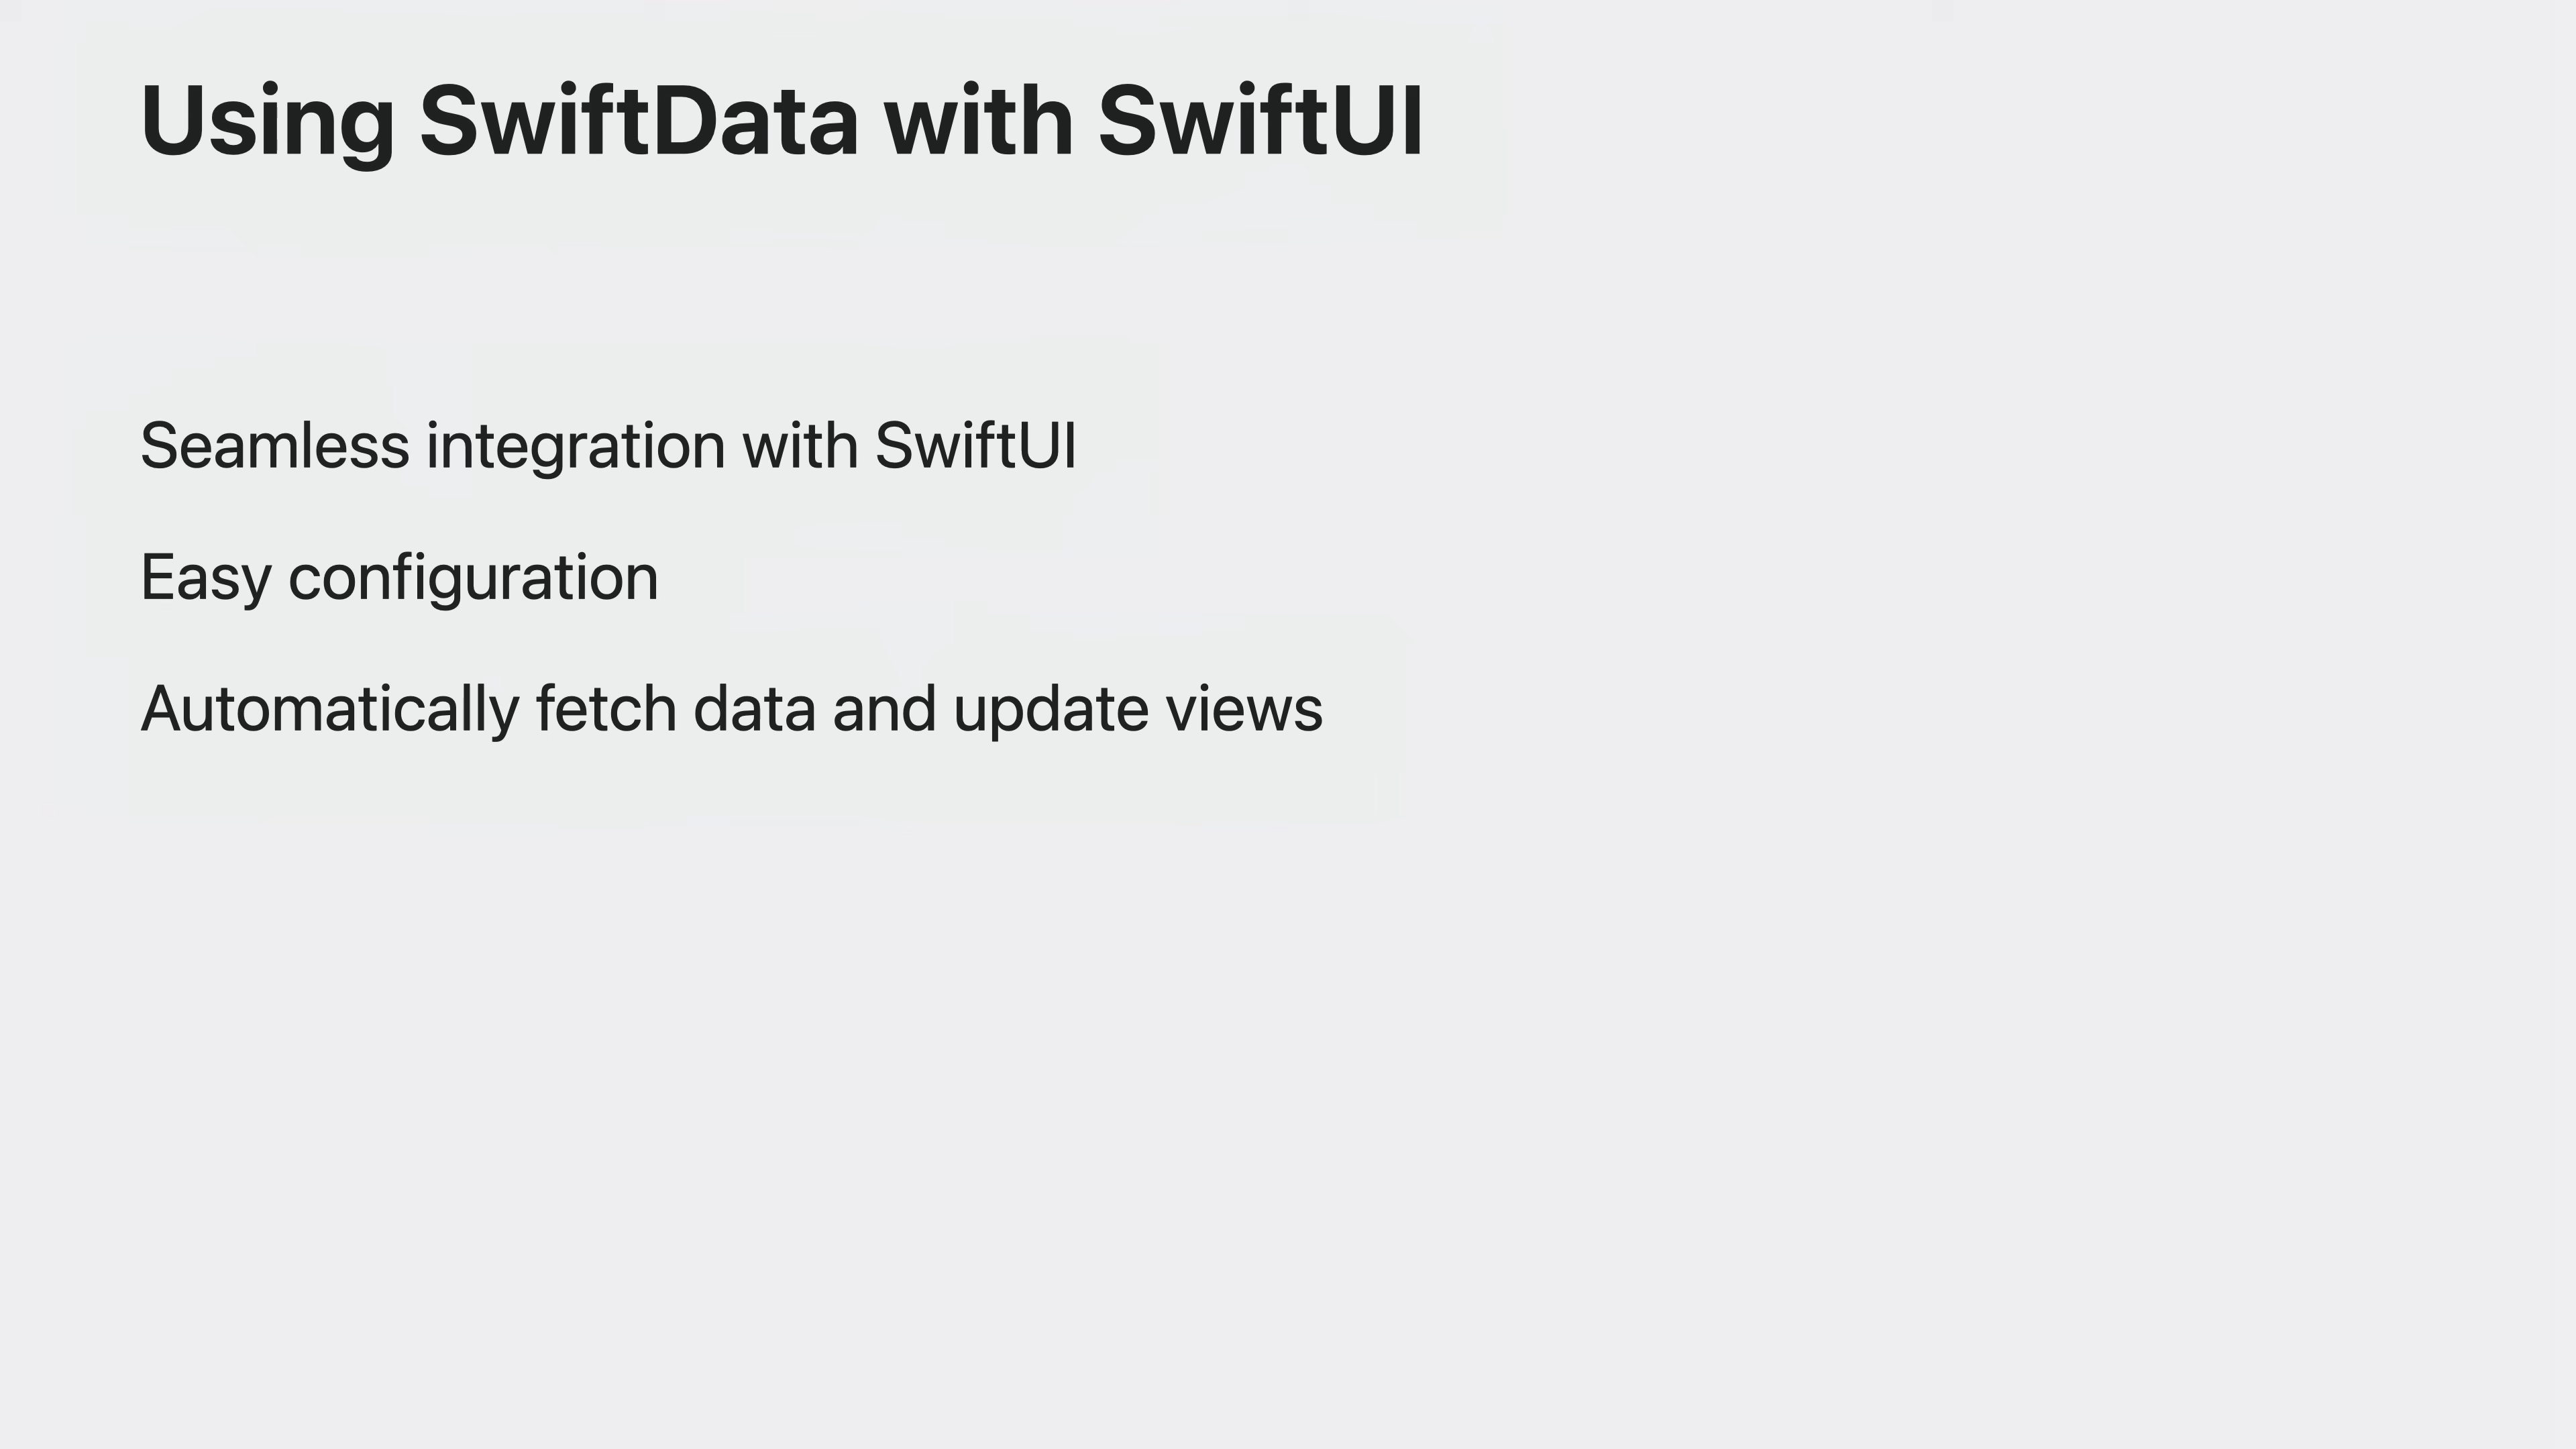 Using SwiftData with SwiftUI
Seamless integration with SwiftUI
Easy configuration
Automatically fetch data and update views